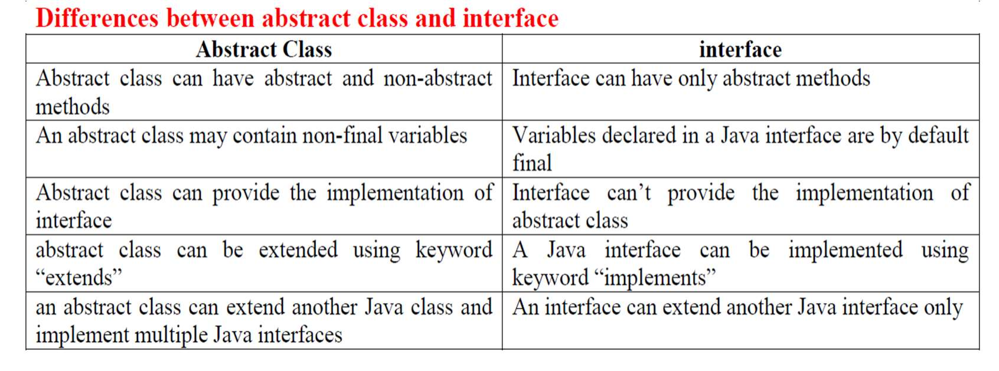 Differences between abstract class and interface
Abstract Class
interface
Abstract class can have abstract and non-abstract
methods
Interface can have only abstract methods
An abstract class may contain non-final variables
Variables declared in a Java interface are by default
final
Abstract class can provide the implementation of
interface
Interface can’t provide the implementation of
abstract class
abstract class can be extended using keyword
“extends”
A Java interface can be implemented using
keyword “implements”
an abstract class can extend another Java class and
implement multiple Java interfaces
An interface can extend another Java interface only